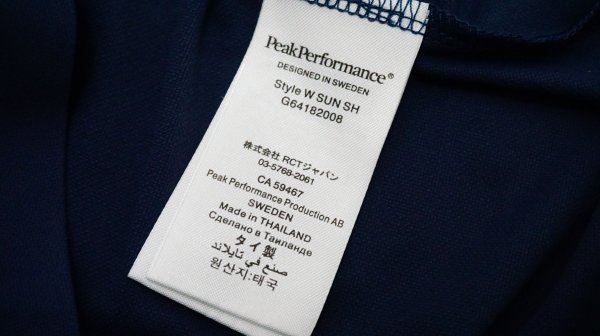 PeakPerformance®
DESIGNED IN SWEDEN
Style W SUN SH
G64182008
株式会社 RCTジャパン
03-5768-2061
CA 59467
Peak Performance Production AB
SWEDEN
Made in THAILAND
Сделано в Таиланде
タイ製
صنع في تايلاند
원산지:태국